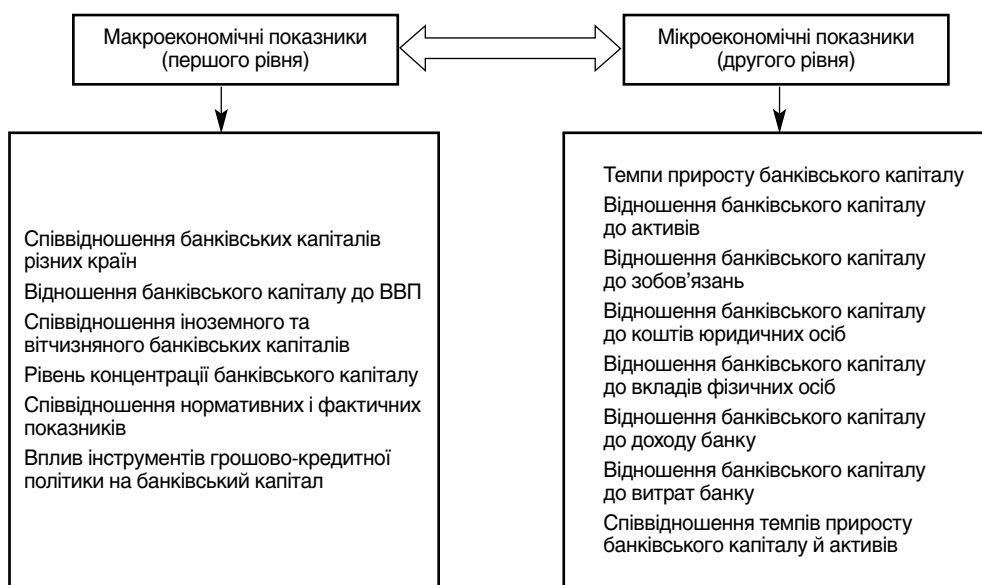 Макроекономічні показники
(першого рівня)
Мікроекономічні показники
(другого рівня)
Співвідношення банківських капіталів
різних країн
Відношення банківського капіталу до ВВП
Співвідношення іноземного та
вітчизняного банківських капіталів
Рівень концентрації банківського капіталу
Співвідношення нормативних і фактичних
показників
Вплив інструментів грошово-кредитної
політики на банківський капітал
Темпи приросту банківського капіталу
Відношення банківського капіталу
до активів
Відношення банківського капіталу
до зобов’язань
Відношення банківського капіталу
до коштів юридичних осіб
Відношення банківського капіталу
до вкладів фізичних осіб
Відношення банківського капіталу
до доходу банку
Відношення банківського капіталу
до витрат банку
Співвідношення темпів приросту
банківського капіталу й активів